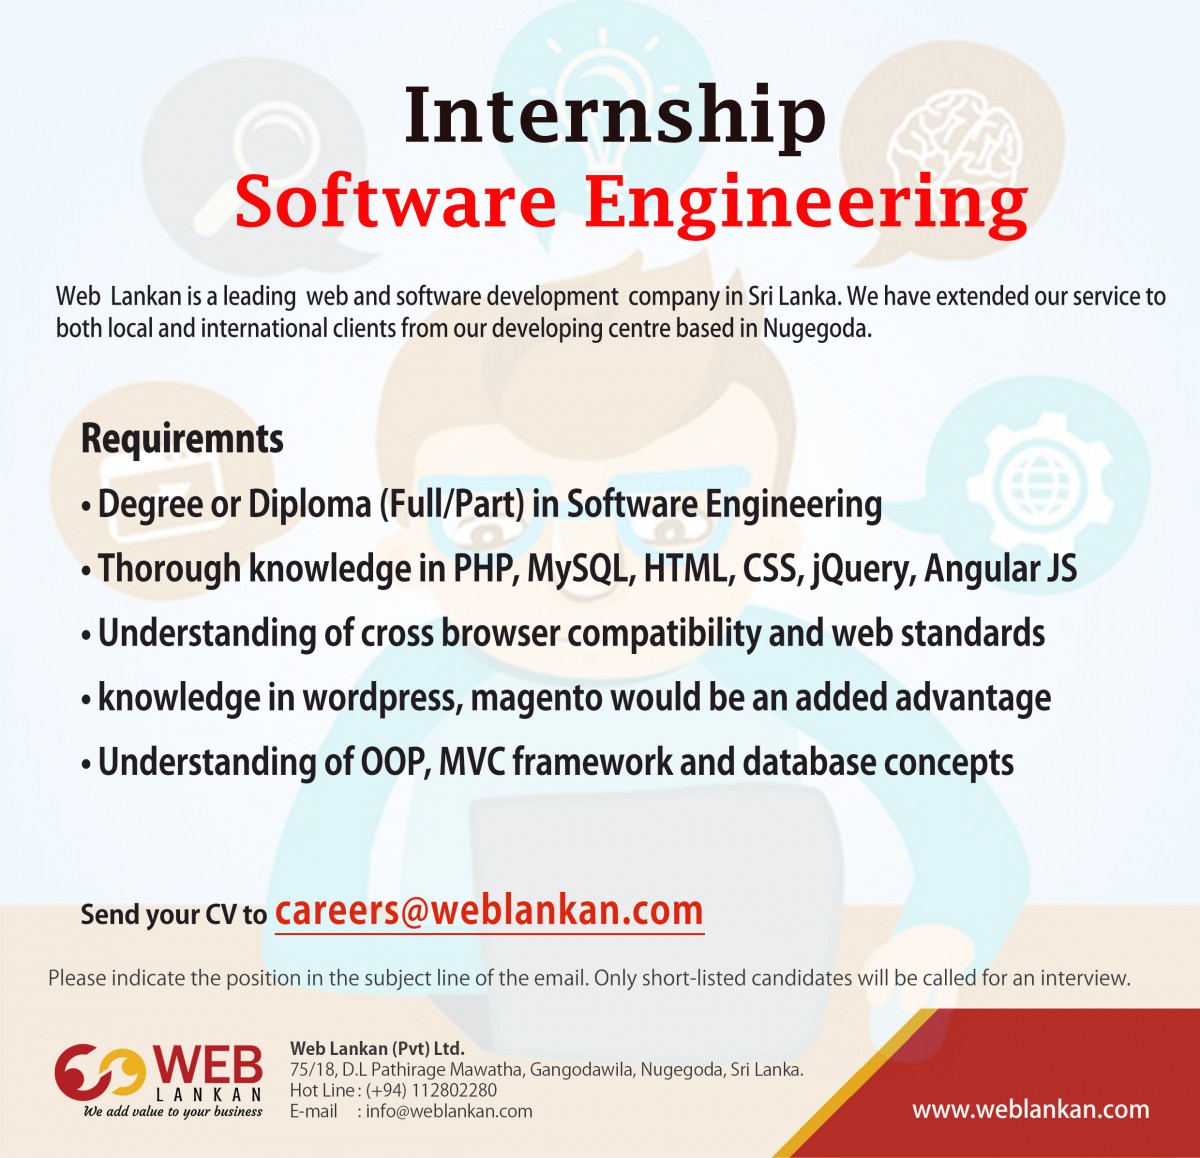 Internship
Software Engineering
Web Lankan is a leading web and software development company in Sri Lanka. We have extended our service to
both local and international clients from our developing centre based in Nugegoda.
Requiremnts
• Degree or Diploma (Full/Part) in Software Engineering
• Thorough knowledge in PHP, MySQL, HTML, CSS, jQuery, Angular JS
• Understanding of cross browser compatibility and web standards
• knowledge in wordpress, magento would be an added advantage
• Understanding of OOP, MVC framework and database concepts
Send your CV to careers@weblankan.com
Please indicate the position in the subject line of the email. Only short-listed candidates will be called for an interview.
WEB
LANKAN
We add value to your business
Web Lankan (Pvt) Ltd.
75/18, D.L Pathirage Mawatha, Gangodawila, Nugegoda, Sri Lanka.
Hot Line : (+94) 112802280
E-mail : info@weblankan.com
www.weblankan.com